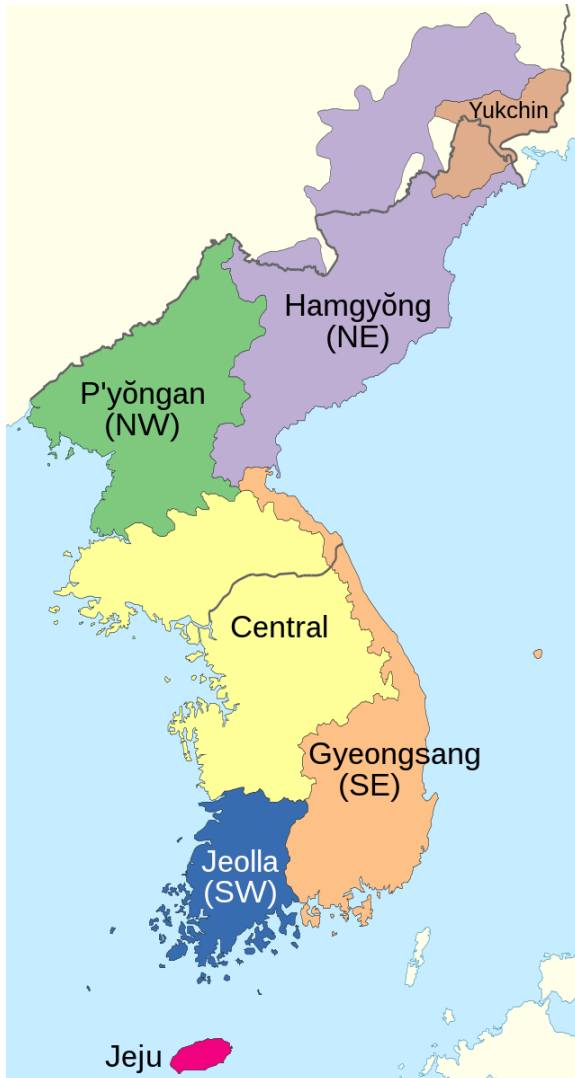 Yukchin
Hamgyŏng
(NE)
P'yŏngan
(NW)
Central
Gyeongsang
(SE)
Jeolla
(SW)
Jeju